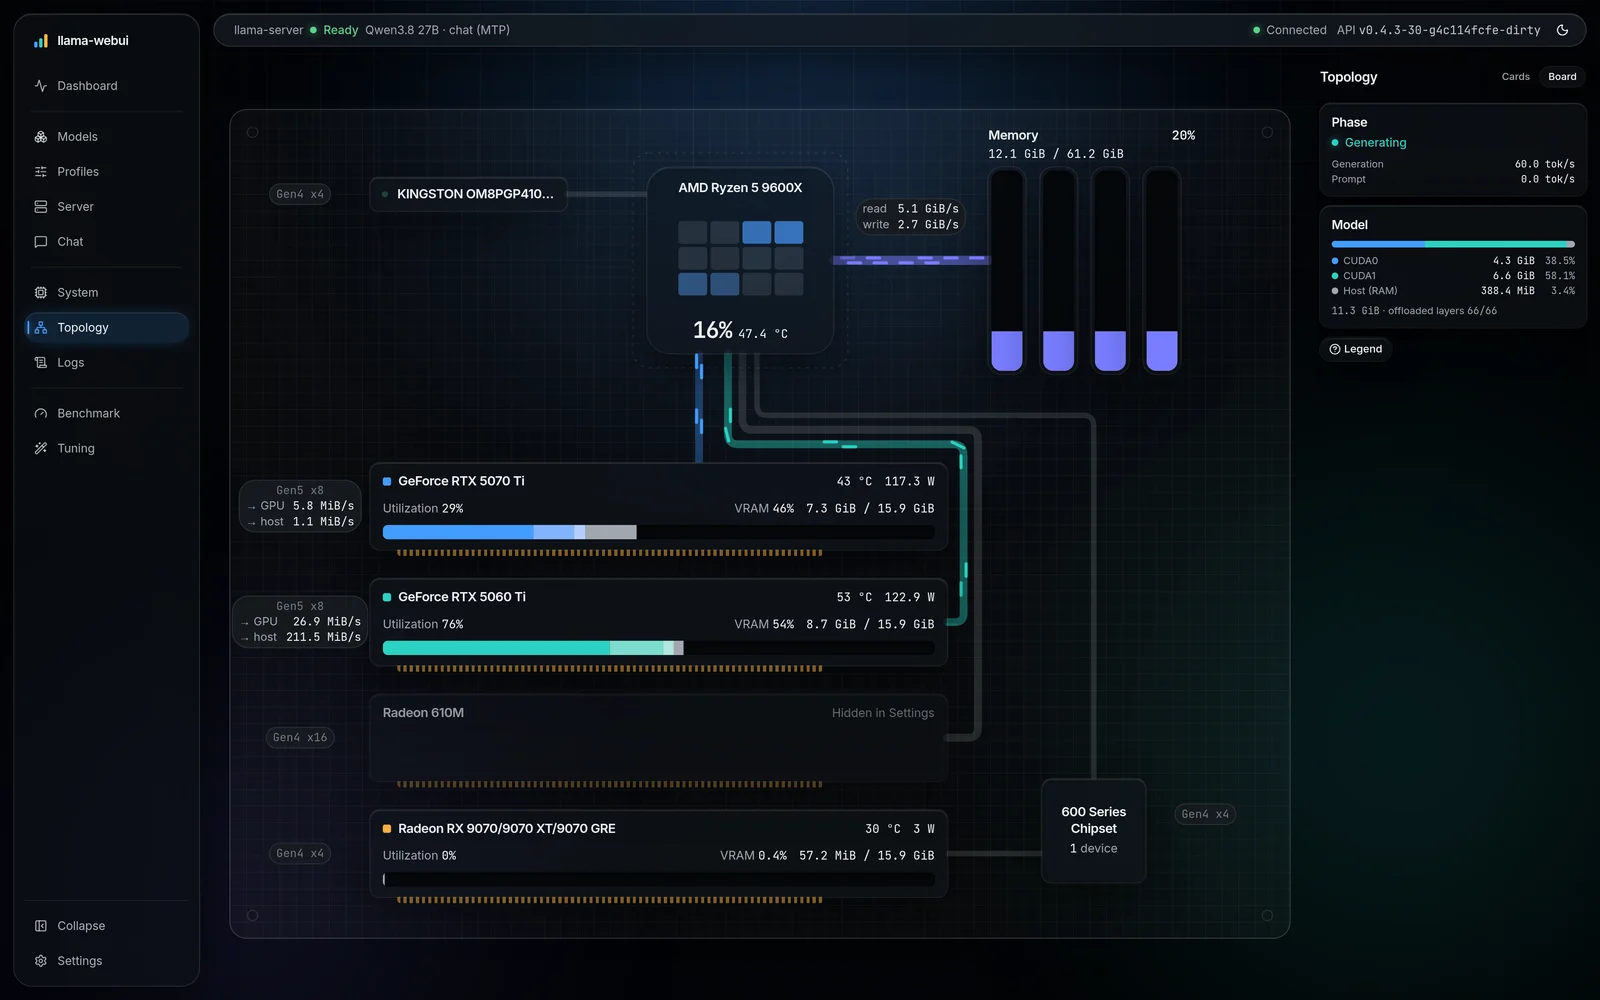 llama-webui
Dashboard
Models
Profiles
Server
Chat
System
Topology
Logs
Benchmark
Tuning
Collapse
Settings
llama-server Ready Qwen3.8 27B · chat (MTP)
Connected API v0.4.3-30-g4c114fcfe-dirty
Gen4 x4
KINGSTON OM8PGP410...
AMD Ryzen 5 9600X
16% 47.4 °C
read 5.1 GiB/s
write 2.7 GiB/s
Memory 20%
12.1 GiB / 61.2 GiB
Gen5 x8
→ GPU 5.8 MiB/s
→ host 1.1 MiB/s
GeForce RTX 5070 Ti 43 °C 117.3 W
Utilization 29% VRAM 46% 7.3 GiB / 15.9 GiB
Gen5 x8
→ GPU 26.9 MiB/s
→ host 211.5 MiB/s
GeForce RTX 5060 Ti 53 °C 122.9 W
Utilization 76% VRAM 54% 8.7 GiB / 15.9 GiB
Gen4 x16
Radeon 610M Hidden in Settings
Gen4 x4
Radeon RX 9070/9070 XT/9070 GRE 30 °C 3 W
Utilization 0% VRAM 0.4% 57.2 MiB / 15.9 GiB
600 Series
Chipset
1 device
Gen4 x4
Topology Cards Board
Phase
Generating
Generation 60.0 tok/s
Prompt 0.0 tok/s
Model
CUDA0 4.3 GiB 38.5%
CUDA1 6.6 GiB 58.1%
Host (RAM) 388.4 MiB 3.4%
11.3 GiB · offloaded layers 66/66
Legend